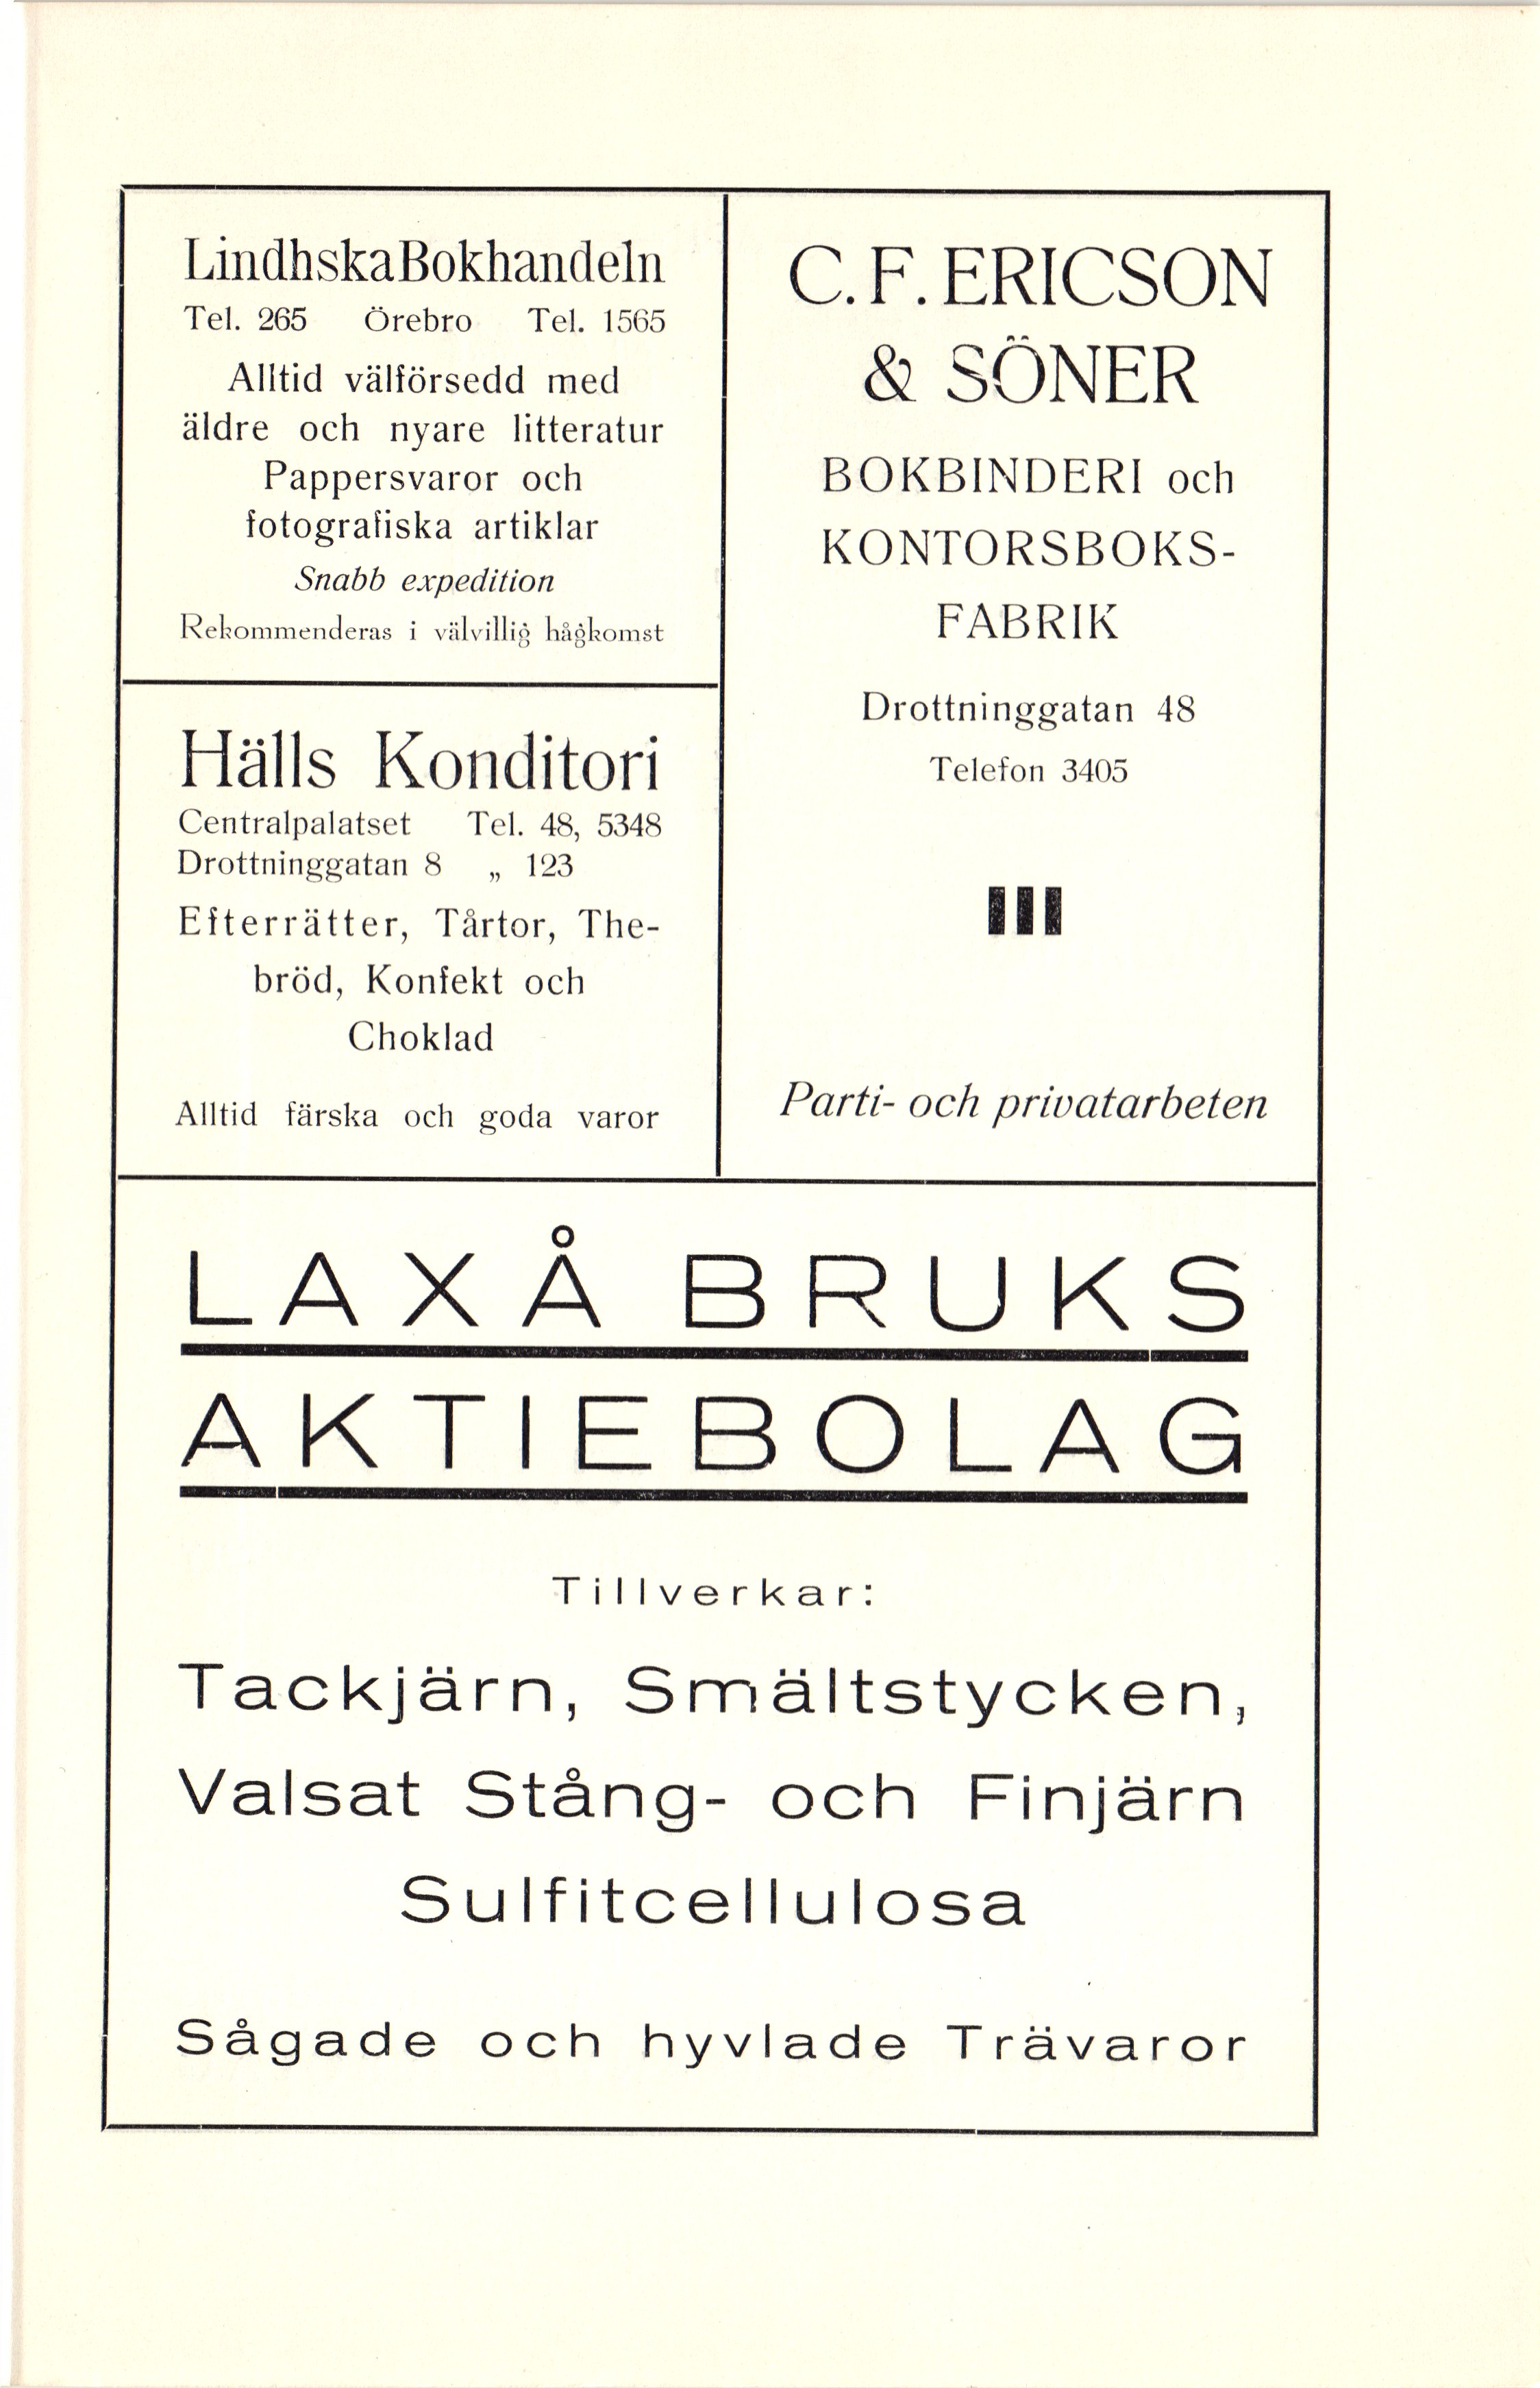 Lindhska Bokhandeln
Tel. 265 Örebro Tel. 1565
Alltid välförsedd med
äldre och nyare litteratur
Pappersvaror och
fotografiska artiklar
Snabb expedition
Rekommenderas i välvillig hågkomst
Hälls Konditori
Centralpalatset Tel. 48, 5348
Drottninggatan 8 „ 123
Efterrätter, Tårtor, The-
bröd, Konfekt och
Choklad
Alltid färska och goda varor
C. F. ERICSON
& SÖNER
BOKBINDERI och
KONTORSBOKS-
FABRIK
Drottninggatan 48
Telefon 3405
Parti- och privatarbeten
LAXÅ BRUKS
AKTIEBOLAG
Tillverkar:
Tackjärn, Smältstycken,
Valsat Stång- och Finjärn
Sulfitcellulosa
Sågade och hyvlade Trävaror